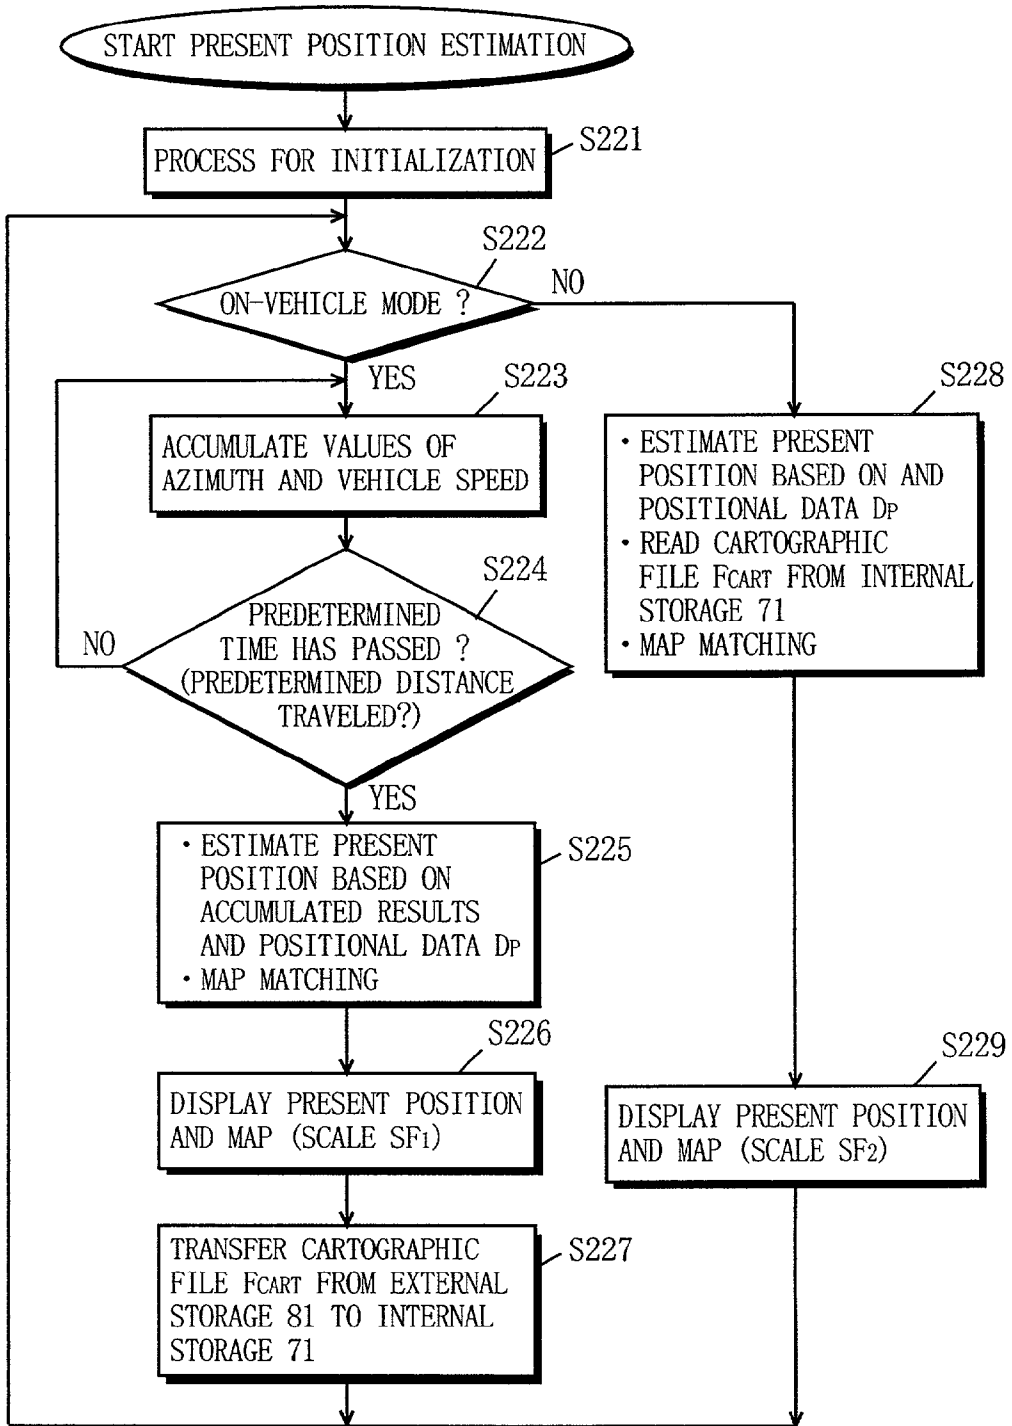 START PRESENT POSITION ESTIMATION
S221
PROCESS FOR INITIALIZATION
S222
ON-VEHICLE MODE ?
NO
YES
S223
ACCUMULATE VALUES OF
AZIMUTH AND VEHICLE SPEED
S224
PREDETERMINED
TIME HAS PASSED ?
(PREDETERMINED DISTANCE
TRAVELED?)
NO
YES
S225
・ESTIMATE PRESENT
POSITION BASED ON
ACCUMULATED RESULTS
AND POSITIONAL DATA DP
・MAP MATCHING
S226
DISPLAY PRESENT POSITION
AND MAP (SCALE SF1)
S227
TRANSFER CARTOGRAPHIC
FILE FCART FROM EXTERNAL
STORAGE 81 TO INTERNAL
STORAGE 71
S228
・ESTIMATE PRESENT
POSITION BASED ON AND
POSITIONAL DATA DP
・READ CARTOGRAPHIC
FILE FCART FROM INTERNAL
STORAGE 71
・MAP MATCHING
S229
DISPLAY PRESENT POSITION
AND MAP (SCALE SF2)